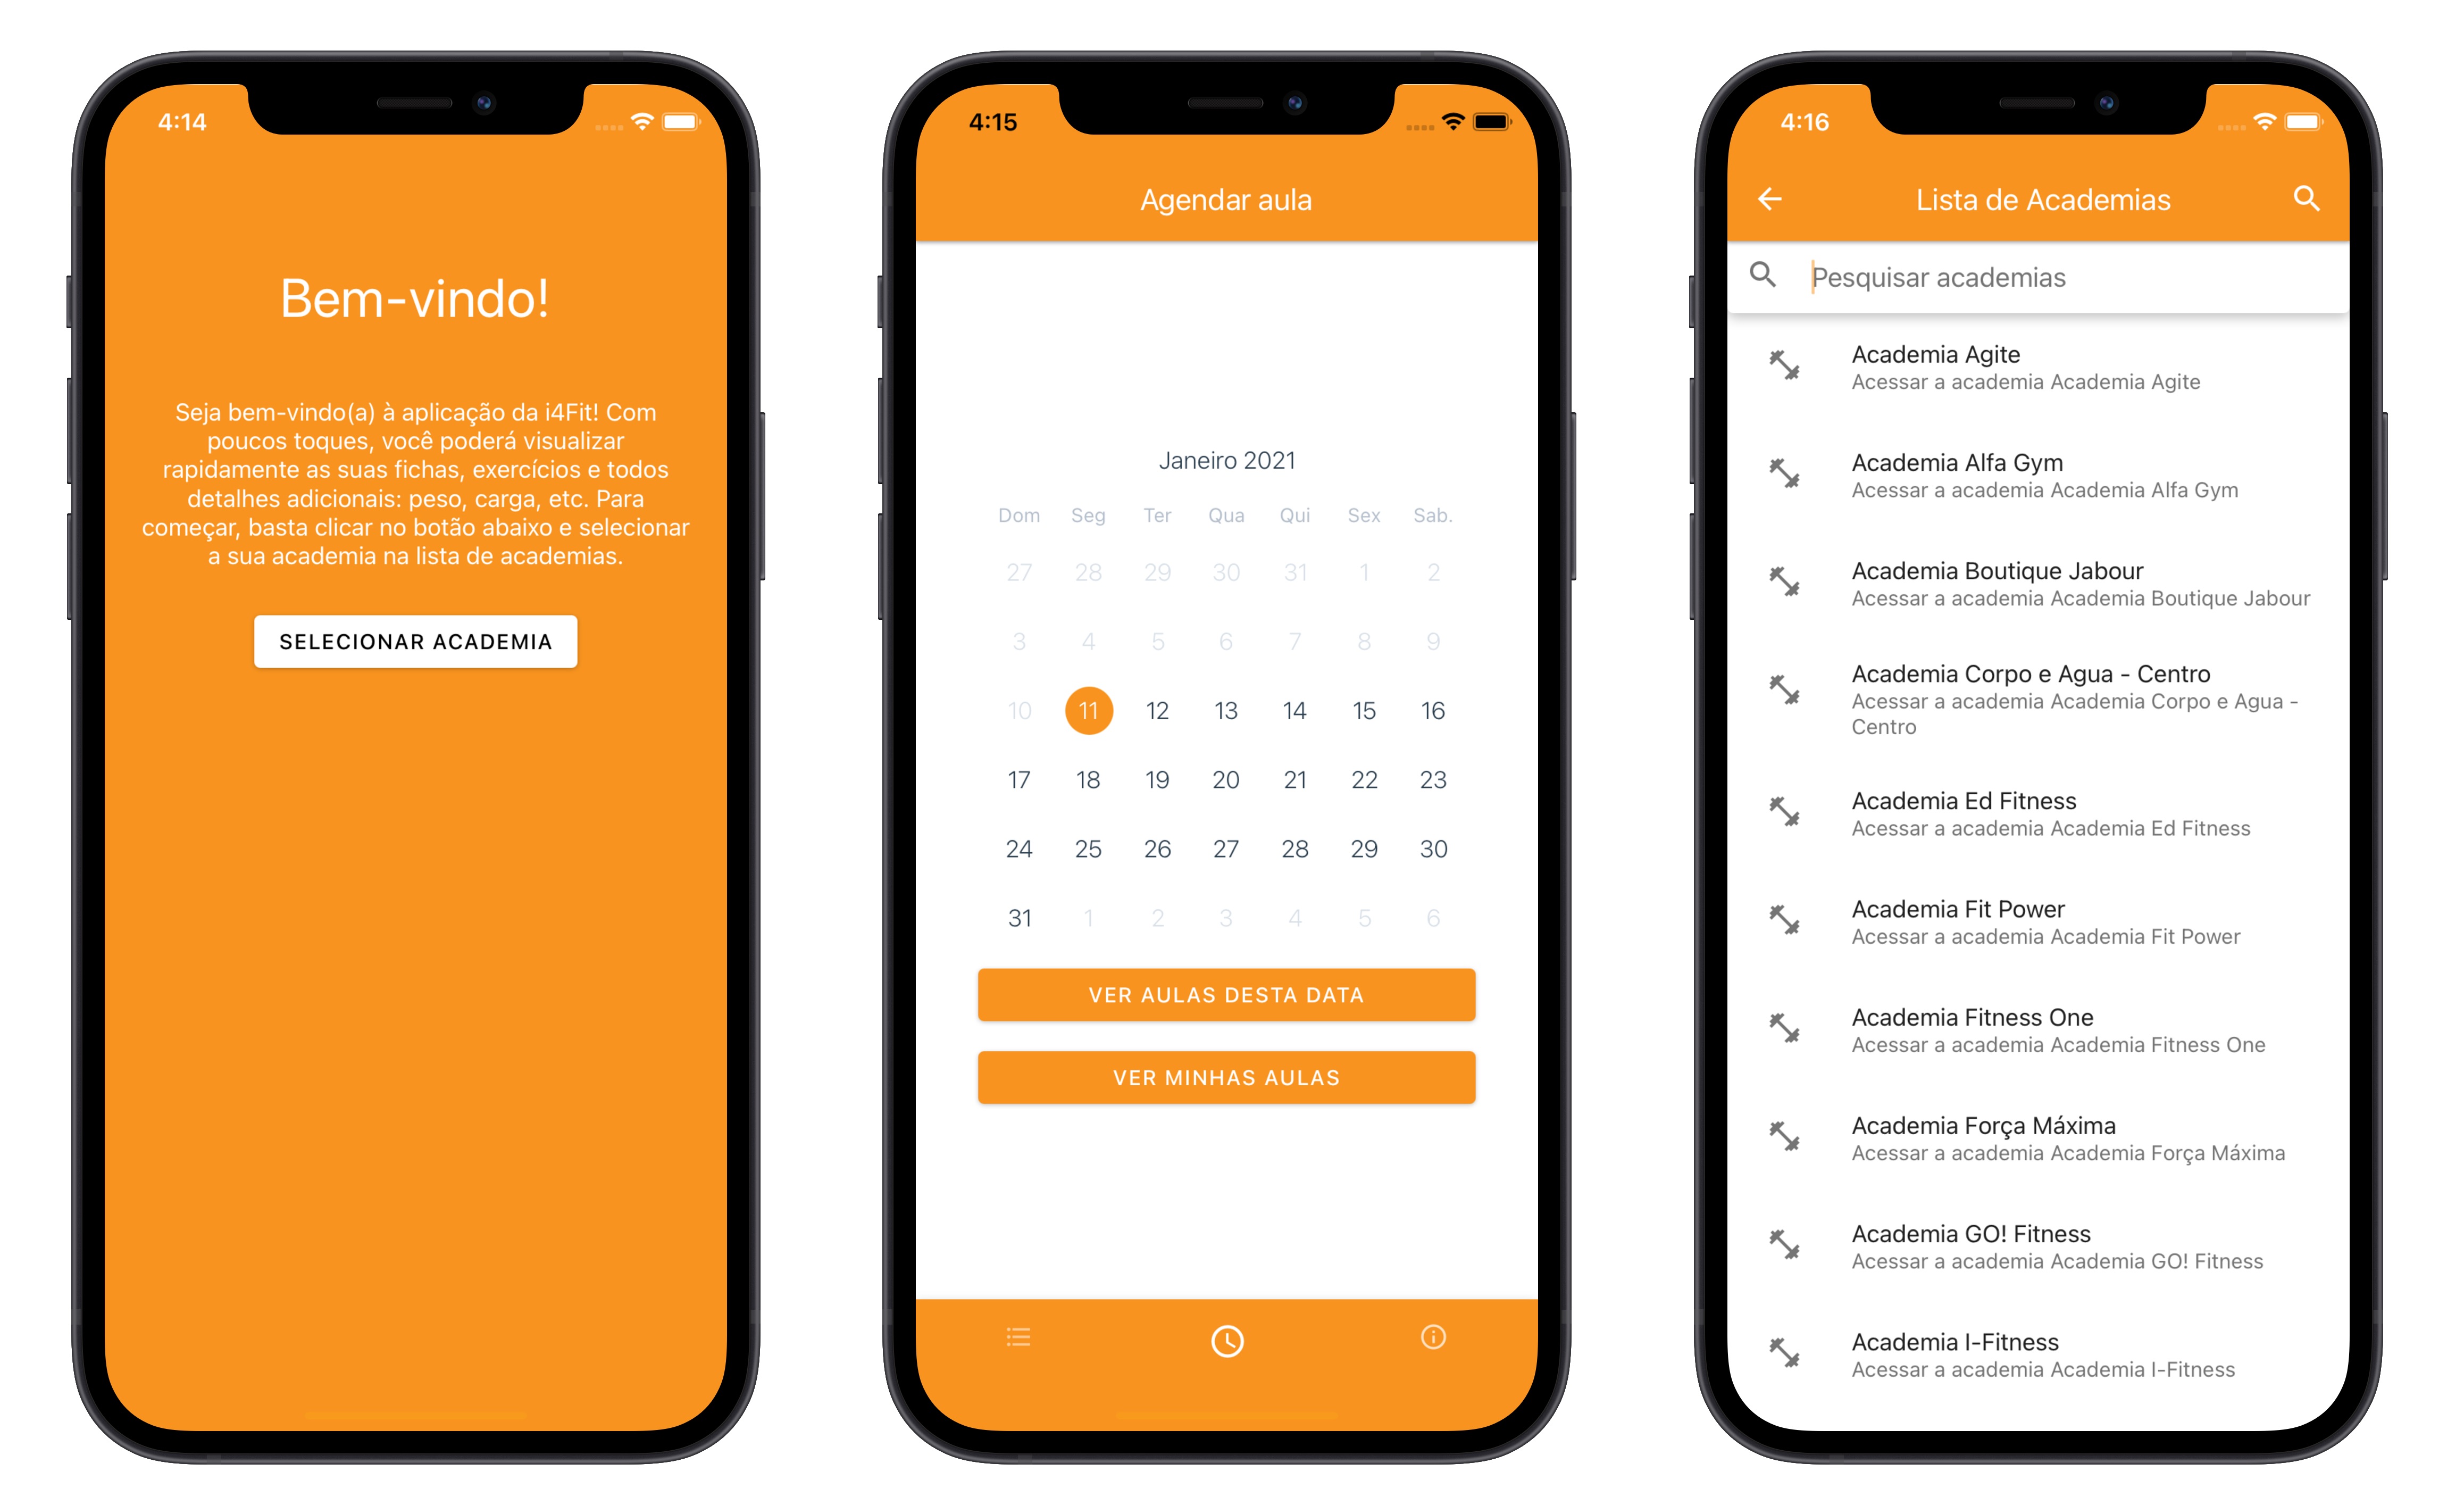 4:14
Bem-vindo!
Seja bem-vindo(a) à aplicação da i4Fit! Com
poucos toques, você poderá visualizar
rapidamente as suas fichas, exercícios e todos
detalhes adicionais: peso, carga, etc. Para
começar, basta clicar no botão abaixo e selecionar
a sua academia na lista de academias.
SELECIONAR ACADEMIA
4:15
Agendar aula
Janeiro 2021
Dom Seg Ter Qua Qui Sex Sab.
27 28 29 30 31 1 2
3 4 5 6 7 8 9
10 11 12 13 14 15 16
17 18 19 20 21 22 23
24 25 26 27 28 29 30
31 1 2 3 4 5 6
VER AULAS DESTA DATA
VER MINHAS AULAS
4:16
Lista de Academias
Pesquisar academias
Academia Agite
Acessar a academia Academia Agite
Academia Alfa Gym
Acessar a academia Academia Alfa Gym
Academia Boutique Jabour
Acessar a academia Academia Boutique Jabour
Academia Corpo e Agua - Centro
Acessar a academia Academia Corpo e Agua -
Centro
Academia Ed Fitness
Acessar a academia Academia Ed Fitness
Academia Fit Power
Acessar a academia Academia Fit Power
Academia Fitness One
Acessar a academia Academia Fitness One
Academia Força Máxima
Acessar a academia Academia Força Máxima
Academia GO! Fitness
Acessar a academia Academia GO! Fitness
Academia I-Fitness
Acessar a academia Academia I-Fitness